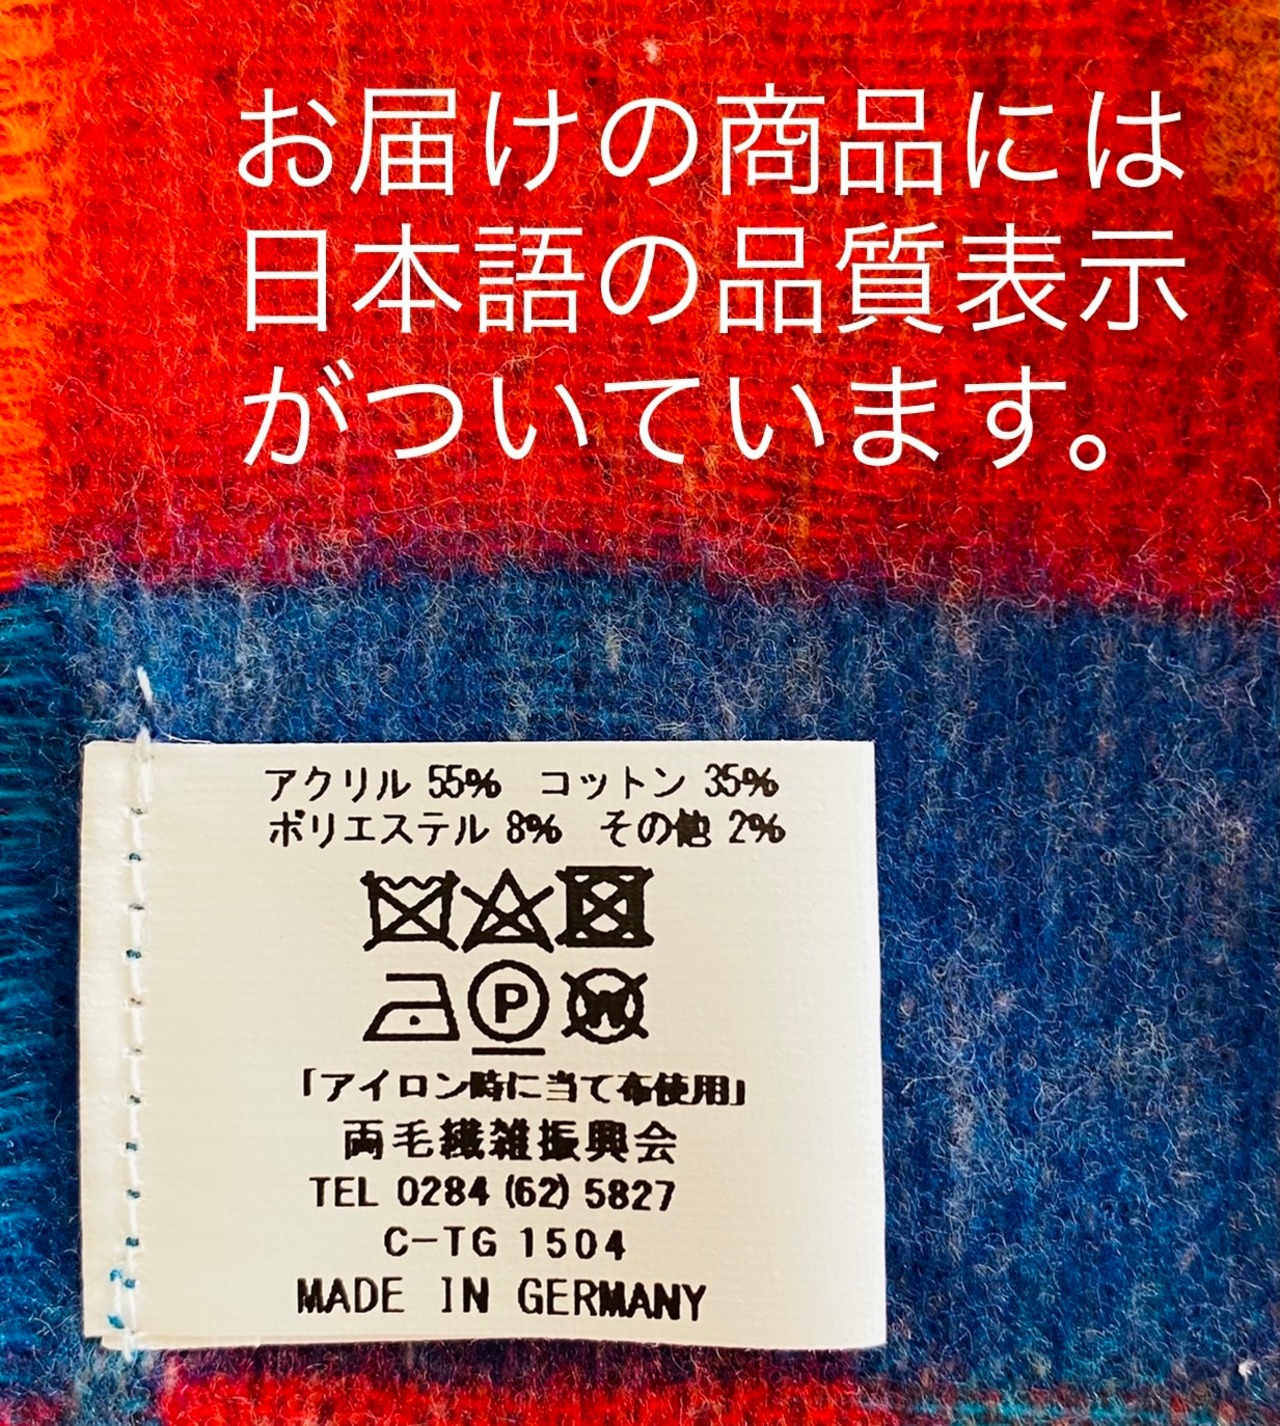 お届けの商品には
日本語の品質表示
がついています。
アクリル 55% コットン 35%
ポリエステル 8% その他 2%
P W
「アイロン時に当て布使用」
両毛繊維振興会
TEL 0284 (62) 5827
C-TG 1504
MADE IN GERMANY